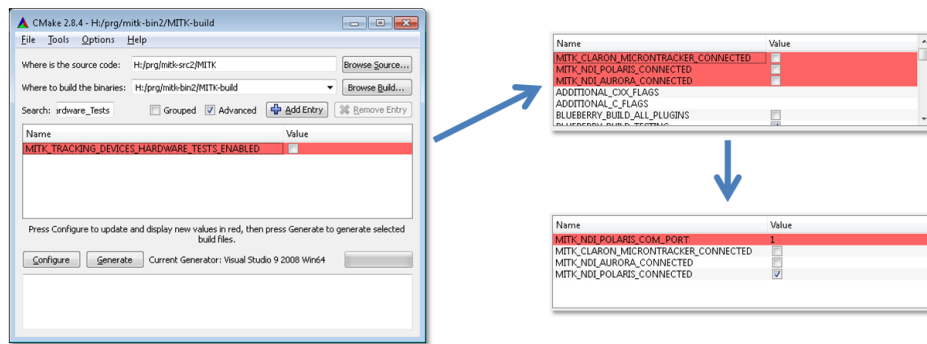 CMake 2.8.4 - H:/prg/mitk-bin2/MITK-build
File Tools Options Help
Where is the source code: H:/prg/mitk-src2/MITK Browse Source...
Where to build the binaries: H:/prg/mitk-bin2/MITK-build Browse Build...
Search: ırdware_Tests Grouped Advanced Add Entry Remove Entry
Name Value
MITK_TRACKING_DEVICES_HARDWARE_TESTS_ENABLED
Press Configure to update and display new values in red, then press Generate to generate selected
build files.
Configure Generate Current Generator: Visual Studio 9 2008 Win64
Name Value
MITK_CLARON_MICRONTRACKER_CONNECTED
MITK_NDI_POLARIS_CONNECTED
MITK_NDI_AURORA_CONNECTED
ADDITIONAL_CXX_FLAGS
ADDITIONAL_C_FLAGS
BLUEBERRY_BUILD_ALL_PLUGINS
BLUEBERRY_BUILD_TESTING
Name Value
MITK_NDI_POLARIS_COM_PORT 1
MITK_CLARON_MICRONTRACKER_CONNECTED
MITK_NDI_AURORA_CONNECTED
MITK_NDI_POLARIS_CONNECTED